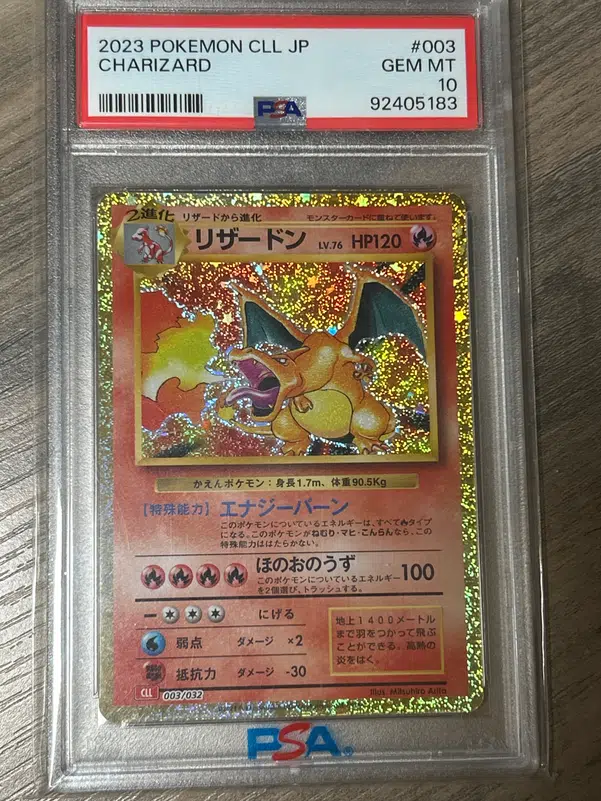 2023 POKEMON CLL JP #003
CHARIZARD GEM MT
10
PSA 92405183
2進化 リザードから進化 モンスターカードに重ねて使います。
リザードン LV.76 HP120
かえんポケモン:身長1.7m、体重90.5Kg
【特殊能力】エナジーバーン
このポケモンについているエネルギーは、すべて🔥タイプ
になる。このポケモンがねむり・マヒ・こんらんなら、この
特殊能力ははたらかない。
ほのおのうず 100
このポケモンについているエネルギー
を2個選び、トラッシュする。
にげる
弱点 ダメージ ×2
抵抗力 ダメージ -30
地上1400メートル
まで羽をつかって飛ぶ
ことができる。高熱の
炎をはく。
CLL 003/032
Illus. Mitsuhiro Arita
PSA®